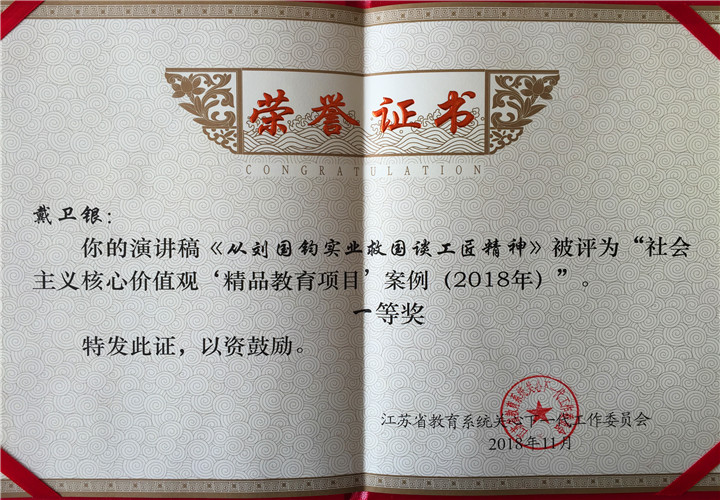 荣誉证书
CONGRATULATION
戴卫银：
你的演讲稿《从刘国钧实业救国谈工匠精神》被评为“社会
主义核心价值观‘精品教育项目’案例（2018年）”。
一等奖
特发此证，以资鼓励。
江苏省教育系统关心下一代工作委员会
2018年11月